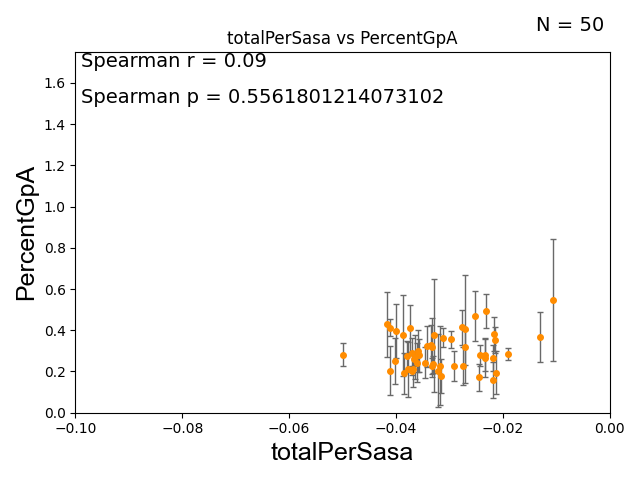 N = 50
totalPerSasa vs PercentGpA
Spearman r = 0.09
Spearman p = 0.5561801214073102
PercentGpA
1.6
1.4
1.2
1.0
0.8
0.6
0.4
0.2
0.0
−0.10
−0.08
−0.06
−0.04
−0.02
0.00
totalPerSasa